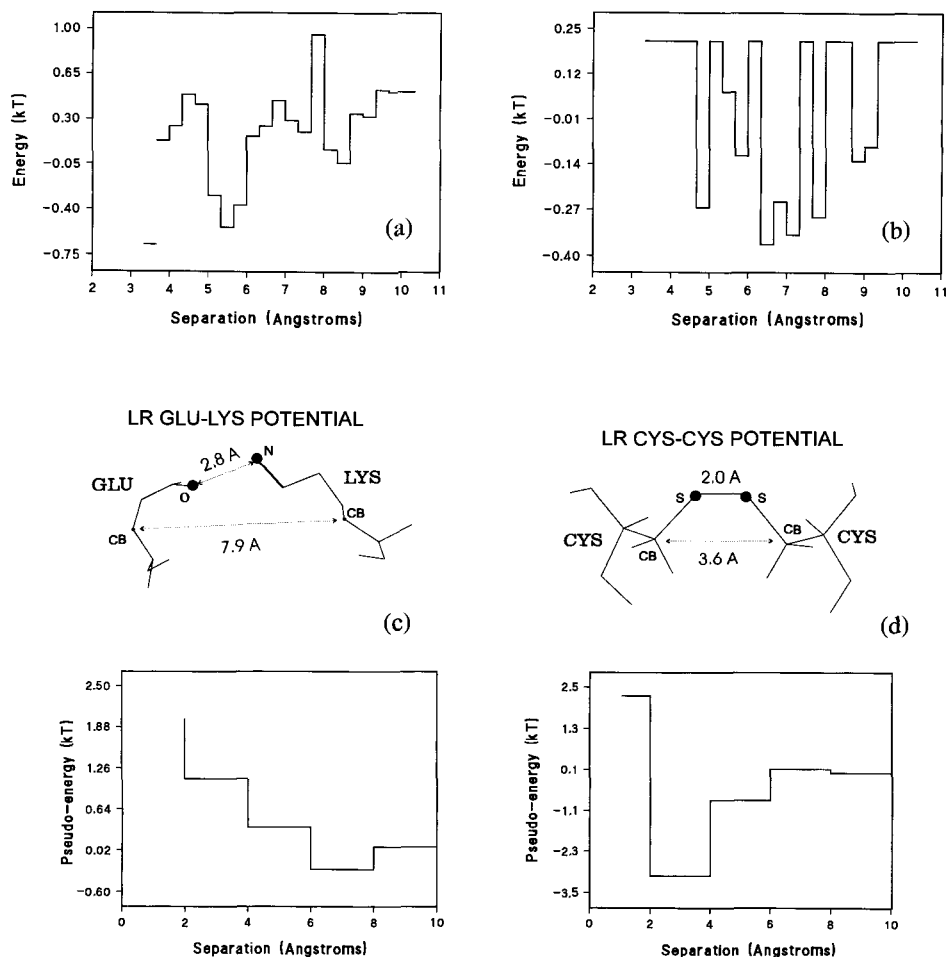 1.00
0.65
0.30
−0.05
−0.40
−0.75
Energy (kT)
2 3 4 5 6 7 8 9 10 11
Separation (Angstroms)
(a)
0.25
0.12
−0.01
−0.14
−0.27
−0.40
Energy (kT)
2 3 4 5 6 7 8 9 10 11
Separation (Angstroms)
(b)
LR GLU-LYS POTENTIAL
2.8 A
N
GLU
O
LYS
CB
CB
7.9 A
(c)
LR CYS-CYS POTENTIAL
2.0 A
S
S
CYS
CB
CB
CYS
3.6 A
(d)
2.50
1.88
1.26
0.64
0.02
−0.60
Pseudo-energy (kT)
0 2 4 6 8 10
Separation (Angstroms)
2.5
1.3
0.1
−1.1
−2.3
−3.5
Pseudo-energy (kT)
0 2 4 6 8 10
Separation (Angstroms)